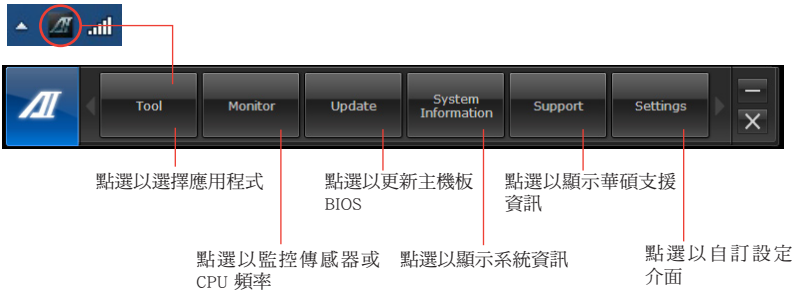 Tool
Monitor
Update
System
Information
Support
Settings
點選以選擇應用程式
點選以更新主機板
BIOS
點選以顯示華碩支援
資訊
點選以監控傳感器或
CPU 頻率
點選以顯示系統資訊
點選以自訂設定
介面